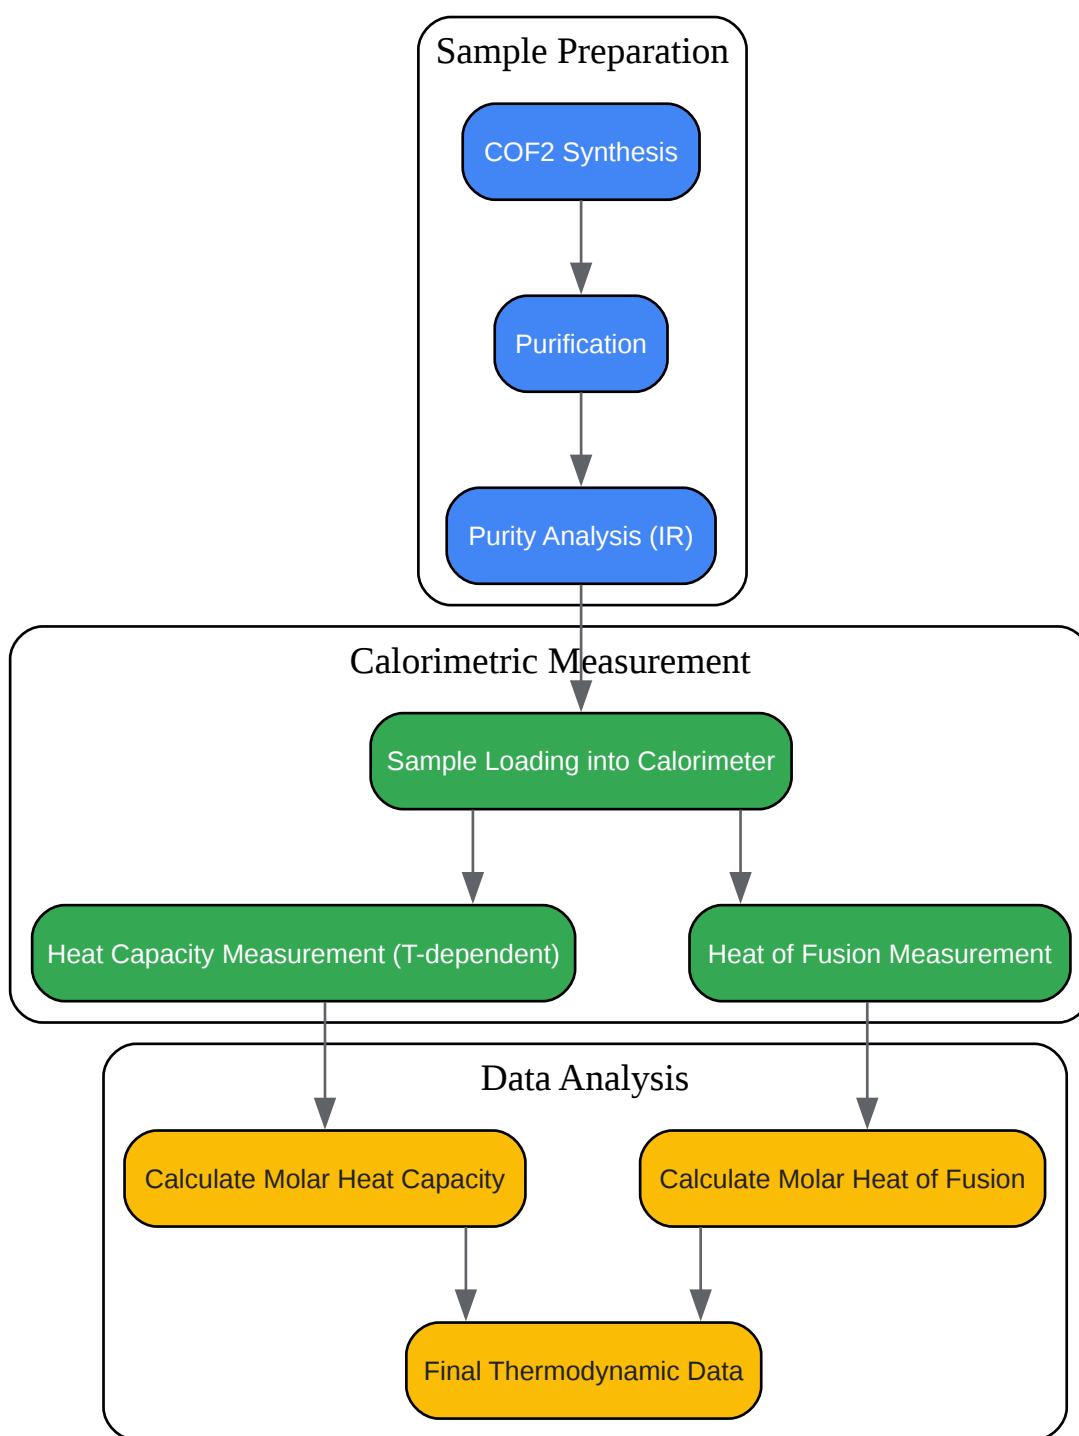 Sample Preparation
COF2 Synthesis
Purification
Purity Analysis (IR)
Calorimetric Measurement
Sample Loading into Calorimeter
Heat Capacity Measurement (T-dependent)
Heat of Fusion Measurement
Data Analysis
Calculate Molar Heat Capacity
Calculate Molar Heat of Fusion
Final Thermodynamic Data